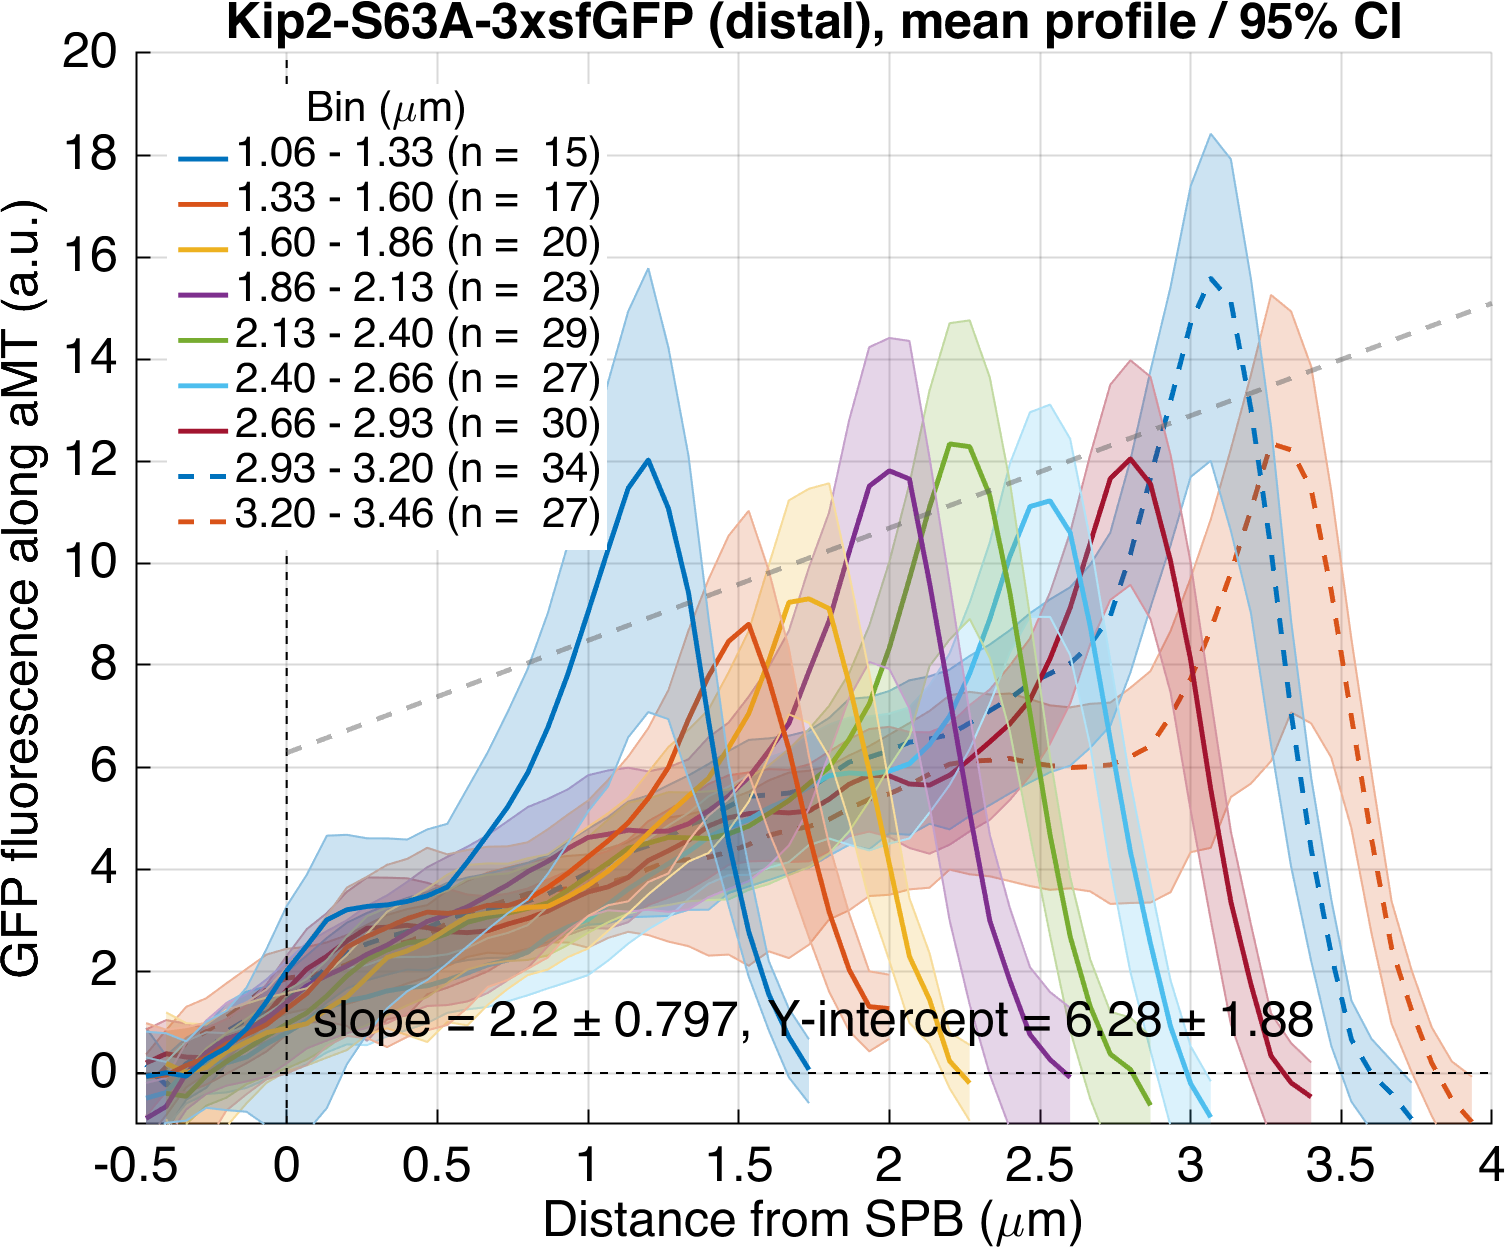 Kip2-S63A-3xsfGFP (distal), mean profile / 95% CI
20
18
16
14
12
10
8
6
4
2
0
GFP fluorescence along aMT (a.u.)
Bin (μm)
1.06 - 1.33 (n = 15)
1.33 - 1.60 (n = 17)
1.60 - 1.86 (n = 20)
1.86 - 2.13 (n = 23)
2.13 - 2.40 (n = 29)
2.40 - 2.66 (n = 27)
2.66 - 2.93 (n = 30)
2.93 - 3.20 (n = 34)
3.20 - 3.46 (n = 27)
slope = 2.2 ± 0.797, Y-intercept = 6.28 ± 1.88
-0.5 0 0.5 1 1.5 2 2.5 3 3.5 4
Distance from SPB (μm)